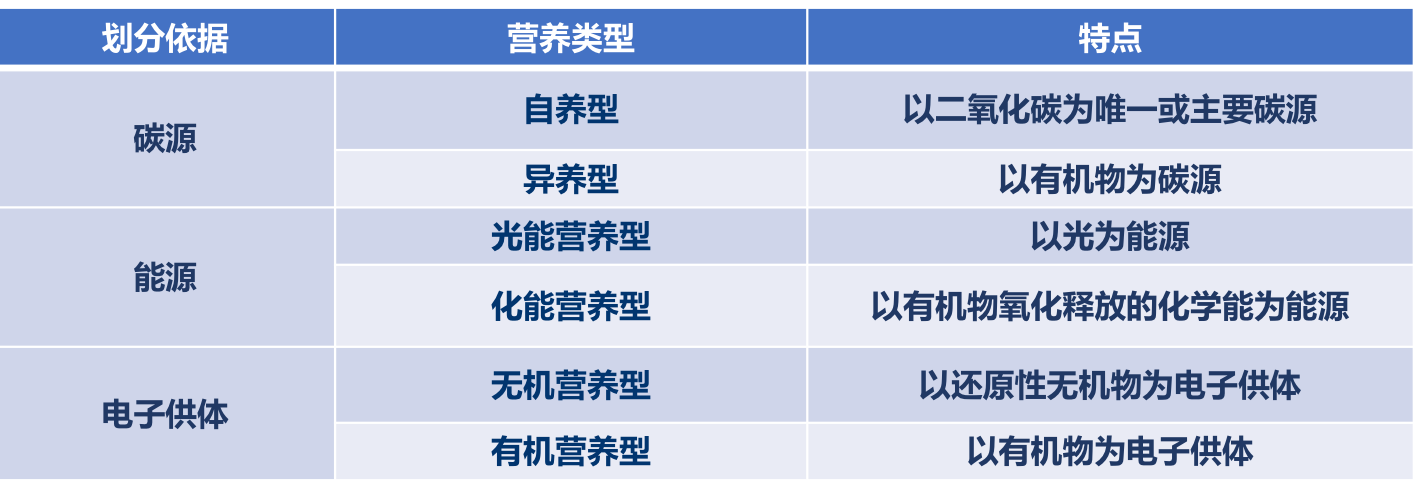 划分依据 营养类型 特点
碳源
自养型 以二氧化碳为唯一或主要碳源
异养型 以有机物为碳源
能源
光能营养型 以光为能源
化能营养型 以有机物氧化释放的化学能为能源
电子供体
无机营养型 以还原性无机物为电子供体
有机营养型 以有机物为电子供体